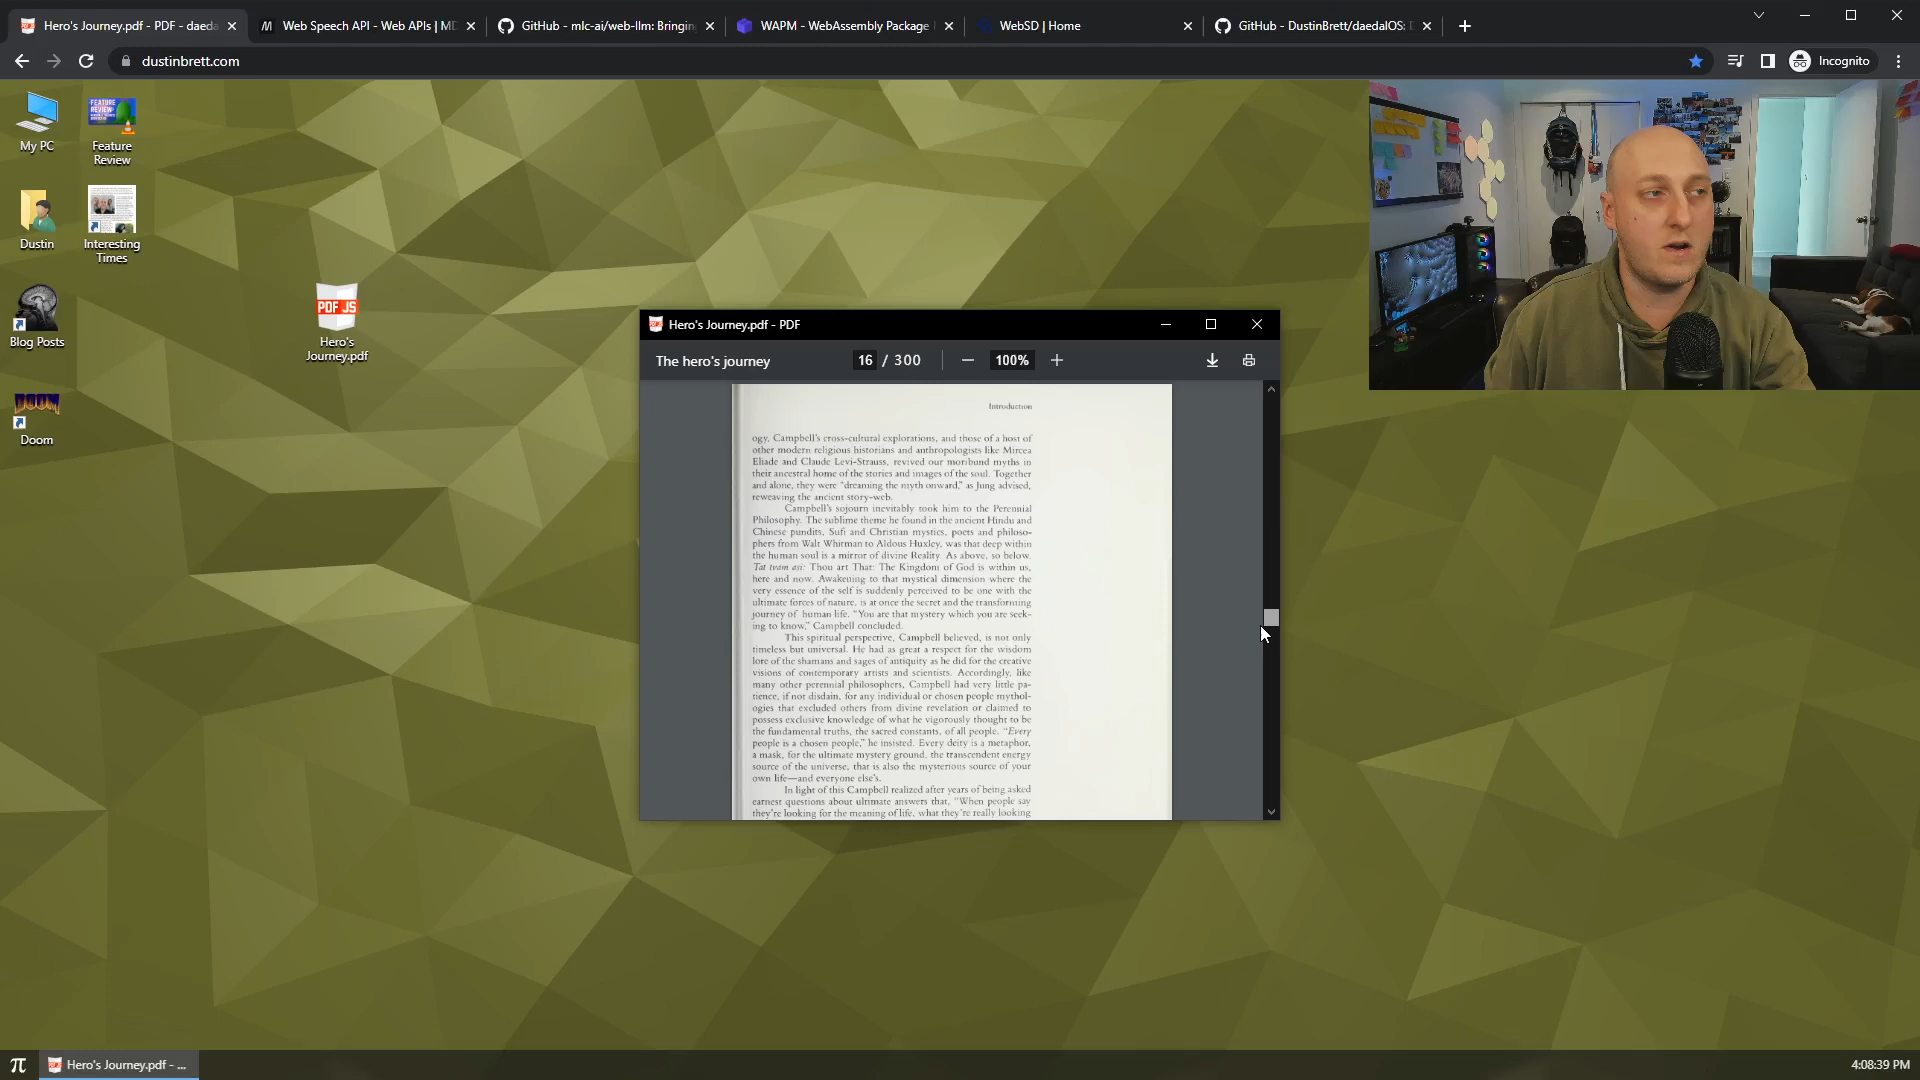 Hero's Journey.pdf - PDF - daeda
Web Speech API - Web APIs | MD
GitHub - mlc-ai/web-llm: Bringin
WAPM - WebAssembly Package
WebSD | Home
GitHub - DustinBrett/daedalOS: D
dustinbrett.com
Incognito
My PC
FEATURE
REVIEW
Feature
Review
Dustin
Interesting
Times
Blog Posts
PDF JS
Hero's
Journey.pdf
DOOM
Doom
Hero's Journey.pdf - PDF
The hero's journey
16 / 300
100%
Introduction
ogy, Campbell's cross-cultural explorations, and those of a host of
other modern religious historians and anthropologists like Mircea
Eliade and Claude Levi-Strauss, revived our moribund myths in
their ancestral home of the stories and images of the soul. Together
and alone, they were "dreaming the myth onward," as Jung advised,
reweaving the ancient story-web.
Campbell's sojourn inevitably took him to the Perennial
Philosophy. The sublime theme he found in the ancient Hindu and
Chinese pundits, Sufi and Christian mystics, poets and philoso-
phers from Walt Whitman to Aldous Huxley, was that deep within
the human soul is a mirror of divine Reality. As above, so below.
Tat tvam asi: Thou art That: The Kingdom of God is within us,
here and now. Awakening to that mystical dimension where the
very essence of the self is suddenly perceived to be one with the
ultimate forces of nature, is at once the secret and the transforming
journey of human life. "You are that mystery which you are seek-
ing to know," Campbell concluded.
This spiritual perspective, Campbell believed, is not only
timeless but universal. He had as great a respect for the wisdom
lore of the shamans and sages of antiquity as he did for the creative
visions of contemporary artists and scientists. Accordingly, like
many other perennial philosophers, Campbell had very little pa-
tience, if not disdain, for any individual or chosen people mythol-
ogies that excluded others from divine revelation or claimed to
possess exclusive knowledge of what he vigorously thought to be
the fundamental truths, the sacred constants, of all people. "Every
people is a chosen people," he insisted. Every deity is a metaphor,
a mask, for the ultimate mystery ground, the transcendent energy
source of the universe, that is also the mysterious source of your
own life—and everyone else's.
In light of this Campbell realized after years of being asked
earnest questions about ultimate answers that, "When people say
they're looking for the meaning of life, what they're really looking
Hero's Journey.pdf - ...
4:08:39 PM